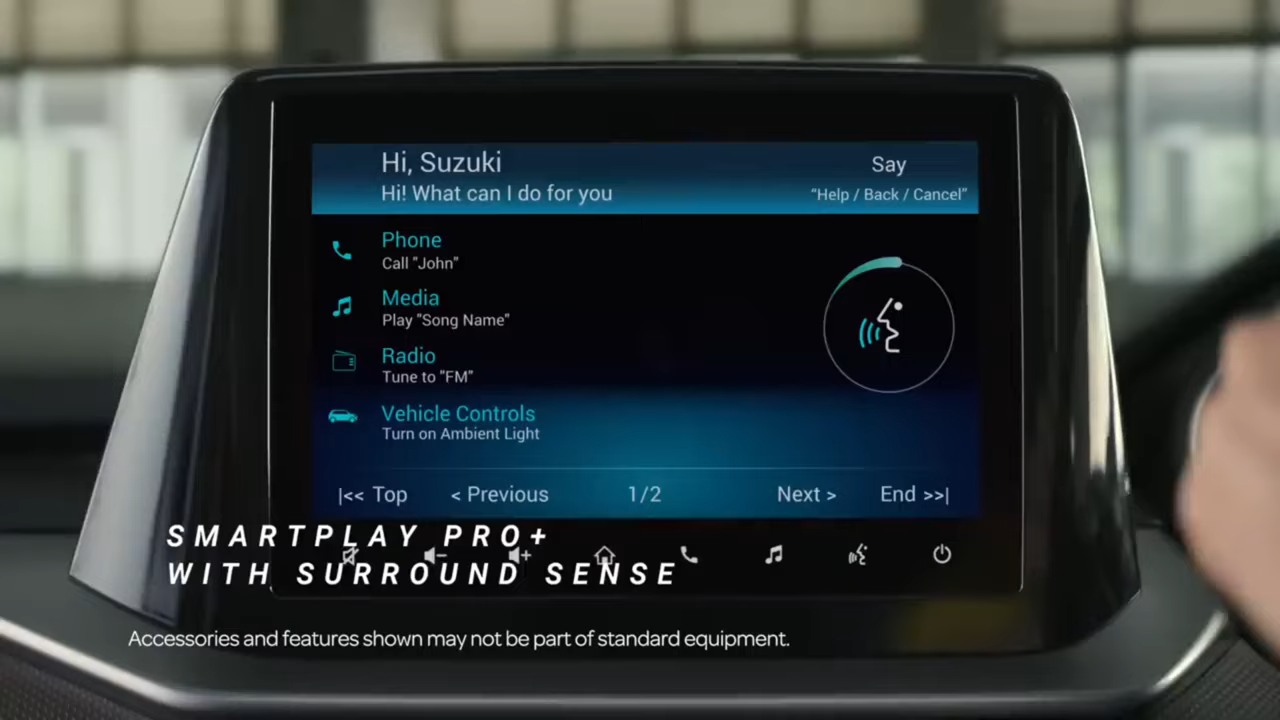 Hi, Suzuki
Say
Hi! What can I do for you
“Help / Back / Cancel”
Phone
Call "John"
Media
Play "Song Name"
Radio
Tune to "FM"
Vehicle Controls
Turn on Ambient Light
|<< Top < Previous 1/2 Next > End >>|
SMARTPLAY PRO+
WITH SURROUND SENSE
Accessories and features shown may not be part of standard equipment.